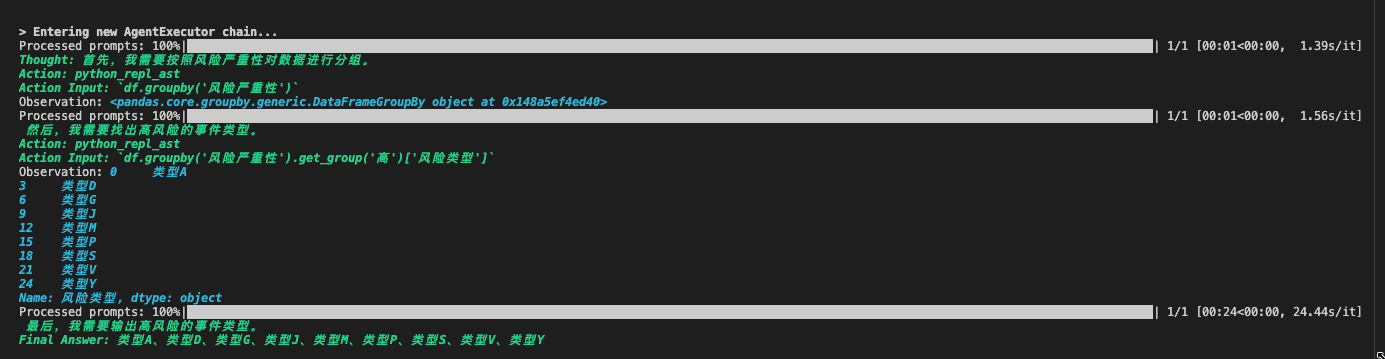 > Entering new AgentExecutor chain...
Processed prompts: 100%| | 1/1 [00:01<00:00,  1.39s/it]
Thought: 首先, 我需要按照风险严重性对数据进行分组。
Action: python_repl_ast
Action Input: `df.groupby('风险严重性')`
Observation: <pandas.core.groupby.generic.DataFrameGroupBy object at 0x148a5ef4ed40>
Processed prompts: 100%| | 1/1 [00:01<00:00,  1.56s/it]
然后, 我需要找出高风险的事件类型。
Action: python_repl_ast
Action Input: `df.groupby('风险严重性').get_group('高')['风险类型']`
Observation: 0     类型A
3     类型D
6     类型G
9     类型J
12    类型M
15    类型P
18    类型S
21    类型V
24    类型Y
Name: 风险类型, dtype: object
Processed prompts: 100%| | 1/1 [00:24<00:00, 24.44s/it]
最后, 我需要输出高风险的事件类型。
Final Answer: 类型A、类型D、类型G、类型J、类型M、类型P、类型S、类型V、类型Y